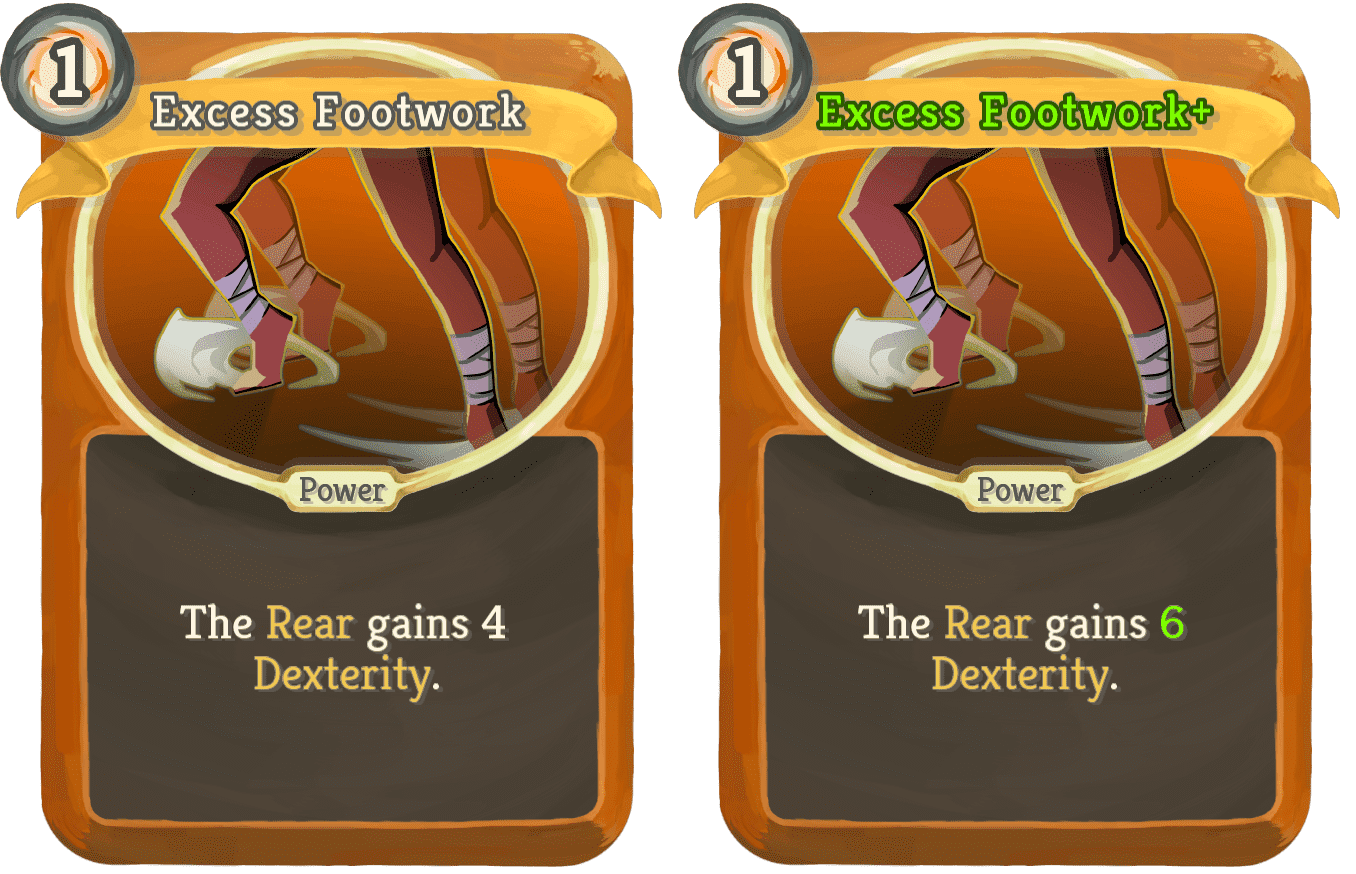 1
Excess Footwork
Power
The Rear gains 4
Dexterity.
1
Excess Footwork+
Power
The Rear gains 6
Dexterity.